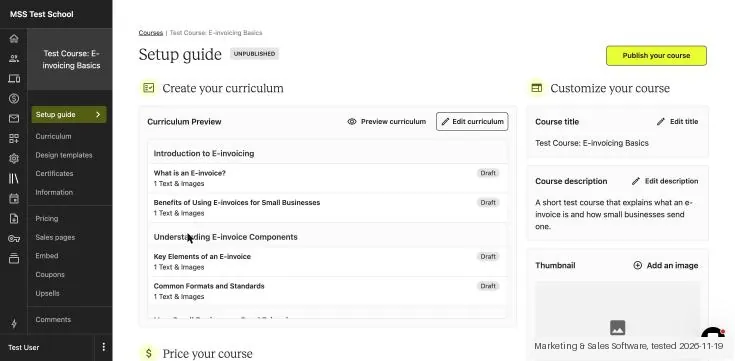 MSS Test School
Test Course: E-
invoicing Basics
Setup guide
Curriculum
Design templates
Certificates
Information
Pricing
Sales pages
Embed
Coupons
Upsells
Comments
Test User
Courses | Test Course: E-invoicing Basics
Setup guide UNPUBLISHED
Publish your course
Create your curriculum
Curriculum Preview
Preview curriculum
Edit curriculum
Introduction to E-invoicing
What is an E-invoice? Draft
1 Text & Images
Benefits of Using E-invoices for Small Businesses Draft
1 Text & Images
Understanding E-invoice Components
Key Elements of an E-invoice Draft
1 Text & Images
Common Formats and Standards Draft
1 Text & Images
Price your course
Customize your course
Course title Edit title
Test Course: E-invoicing Basics
Course description Edit description
A short test course that explains what an e-
invoice is and how small businesses send
one.
Thumbnail Add an image
Marketing & Sales Software, tested 2026-11-19